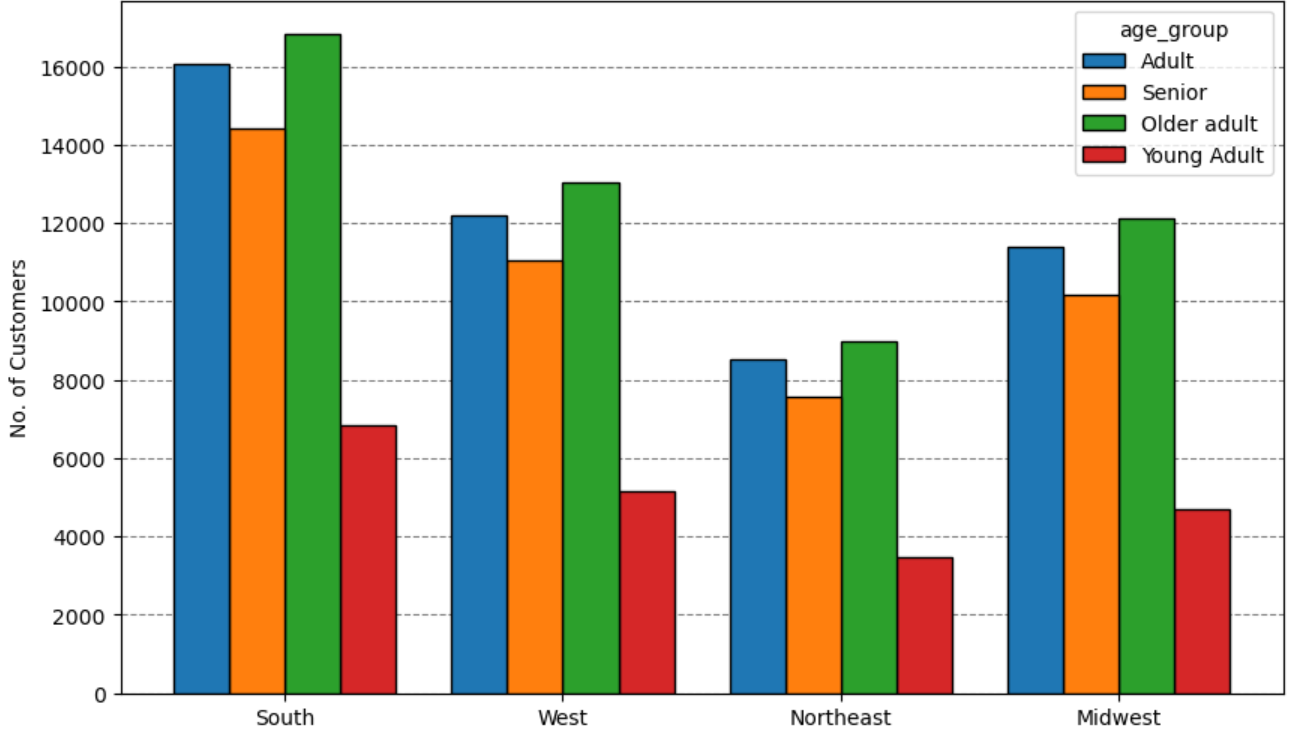 age_group
Adult
Senior
Older adult
Young Adult
No. of Customers
16000
14000
12000
10000
8000
6000
4000
2000
0
South
West
Northeast
Midwest